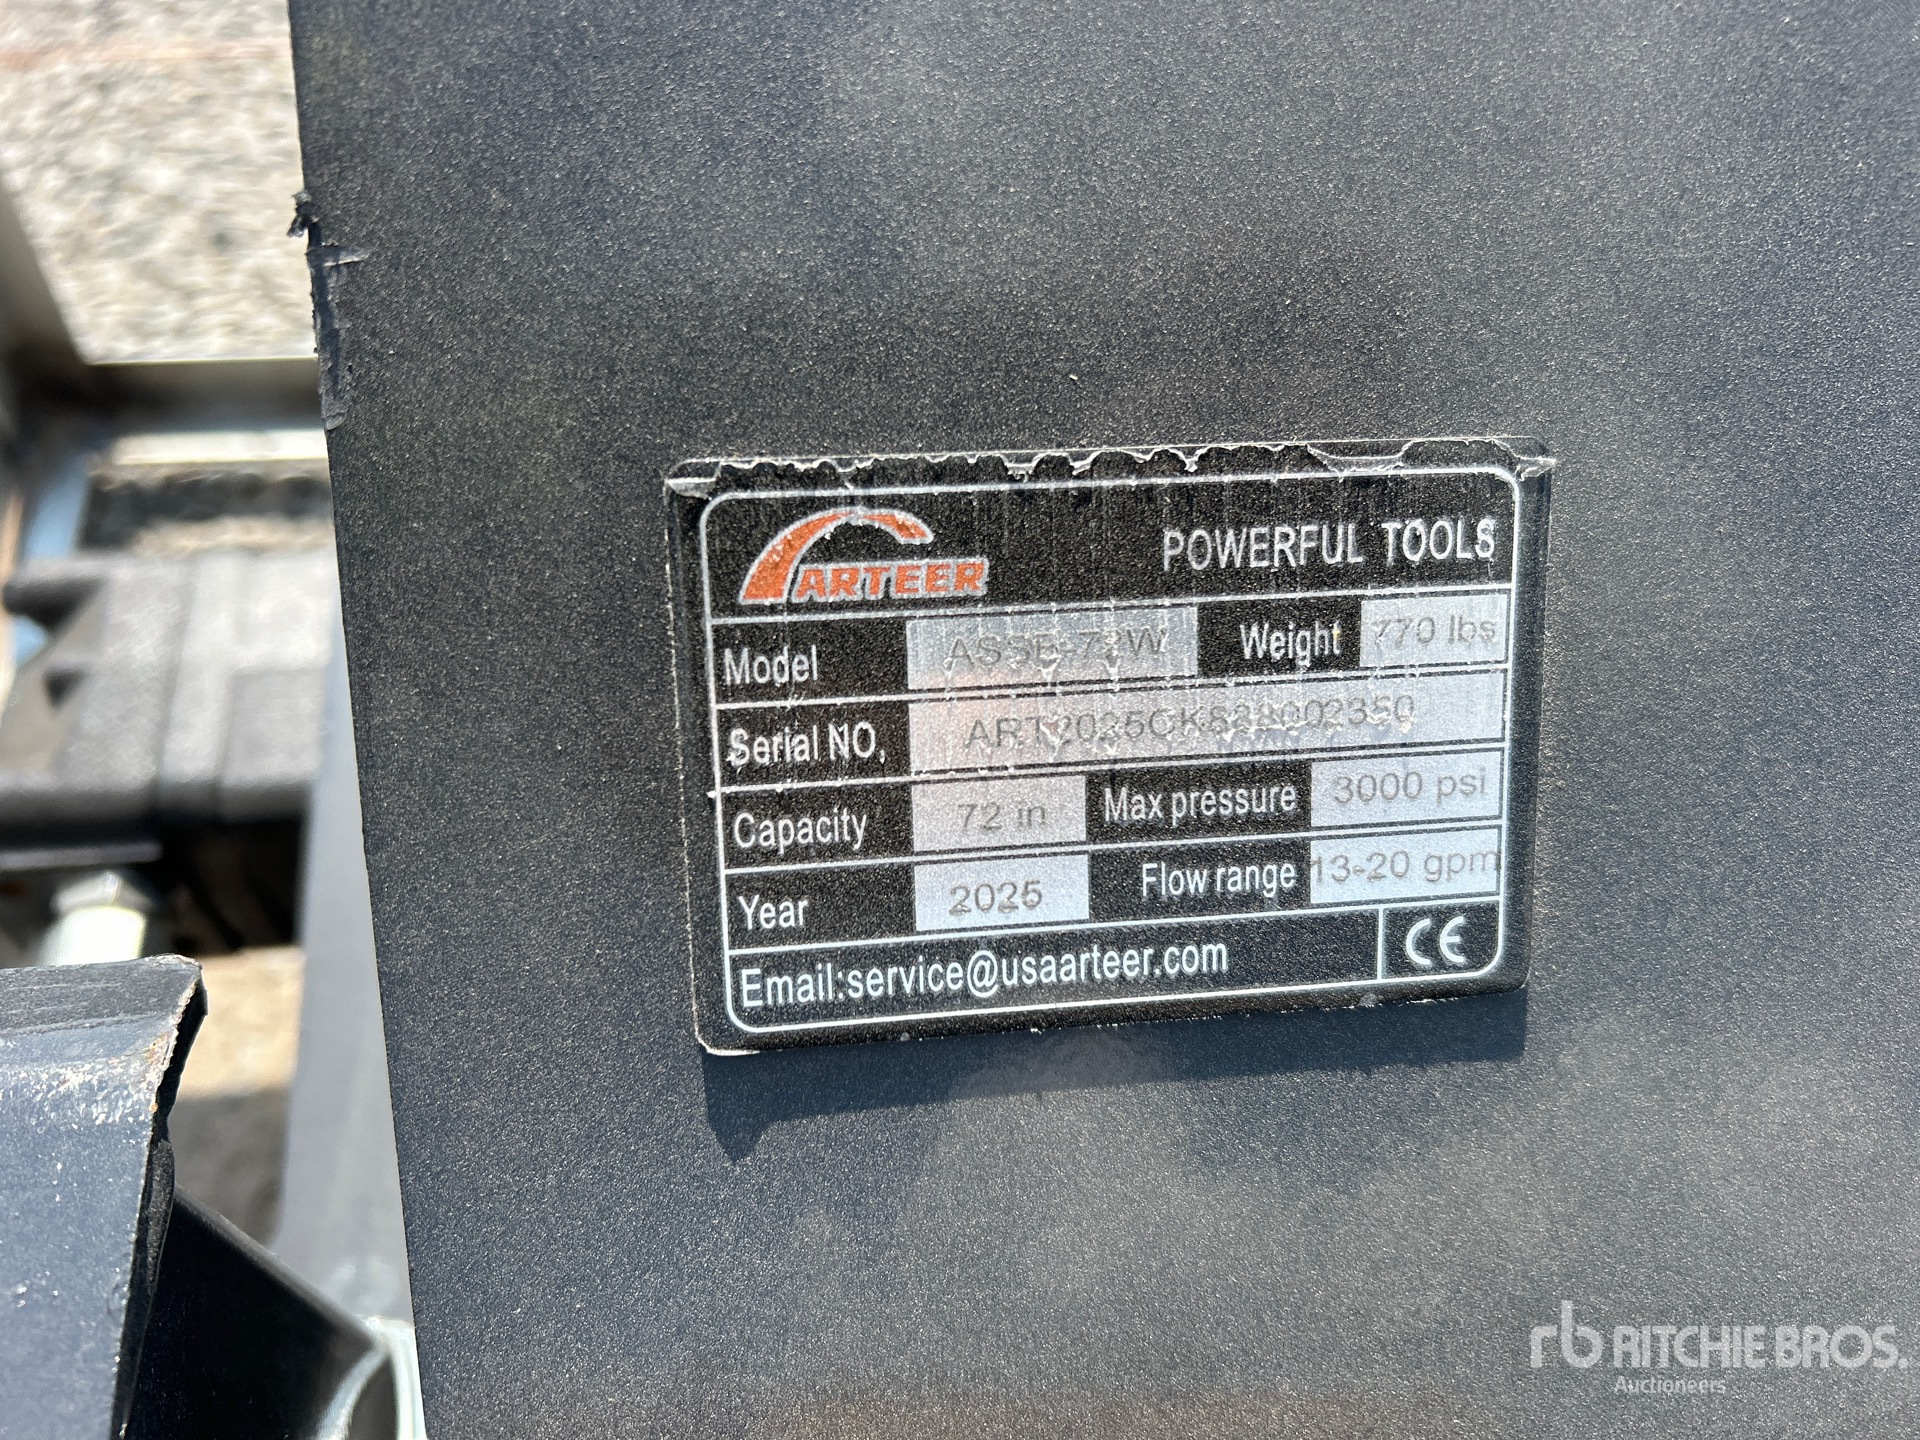 ARTEER POWERFUL TOOLS
Model Weight 770 lbs
Serial NO.
Capacity 72 in Max pressure 3000 psi
Year 2025 Flow range 13-20 gpm
Email:service@usaarteer.com CE
rb RITCHIE BROS.
Auctioneers